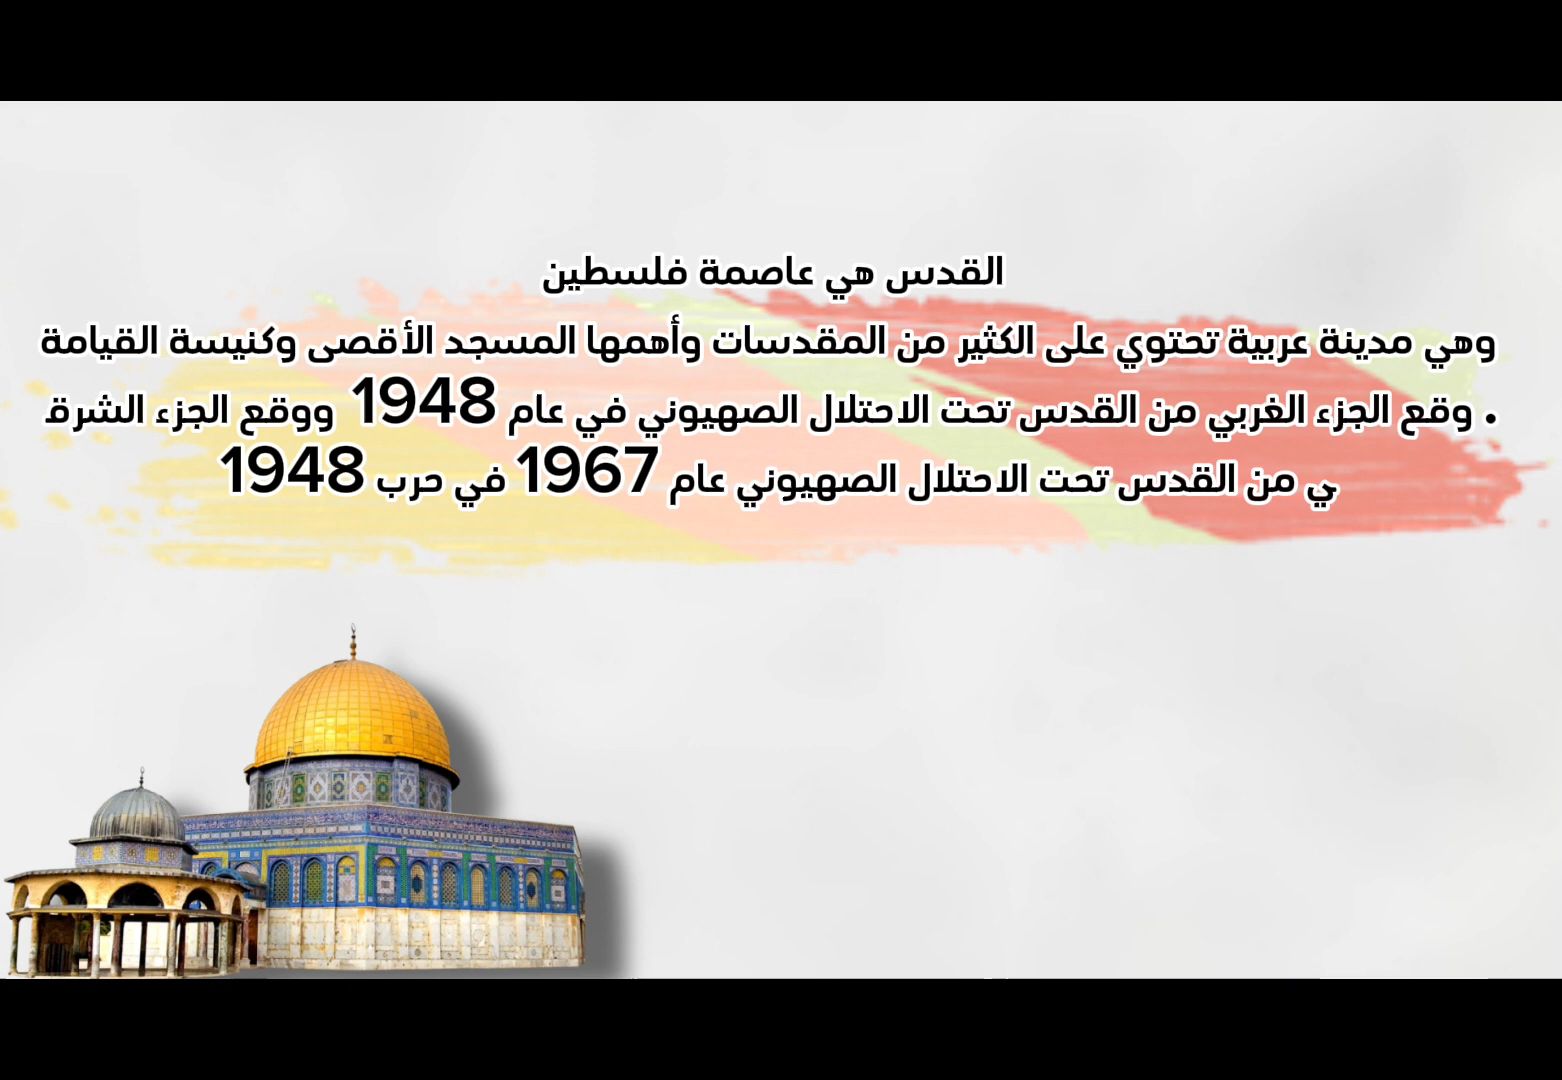 القدس هي عاصمة فلسطين
وهي مدينة عربية تحتوي على الكثير من المقدسات وأهمها المسجد الأقصى وكنيسة القيامة
. وقع الجزء الغربي من القدس تحت الاحتلال الصهيوني في عام 1948 ووقع الجزء الشرق
ي من القدس تحت الاحتلال الصهيوني عام 1967 في حرب 1948